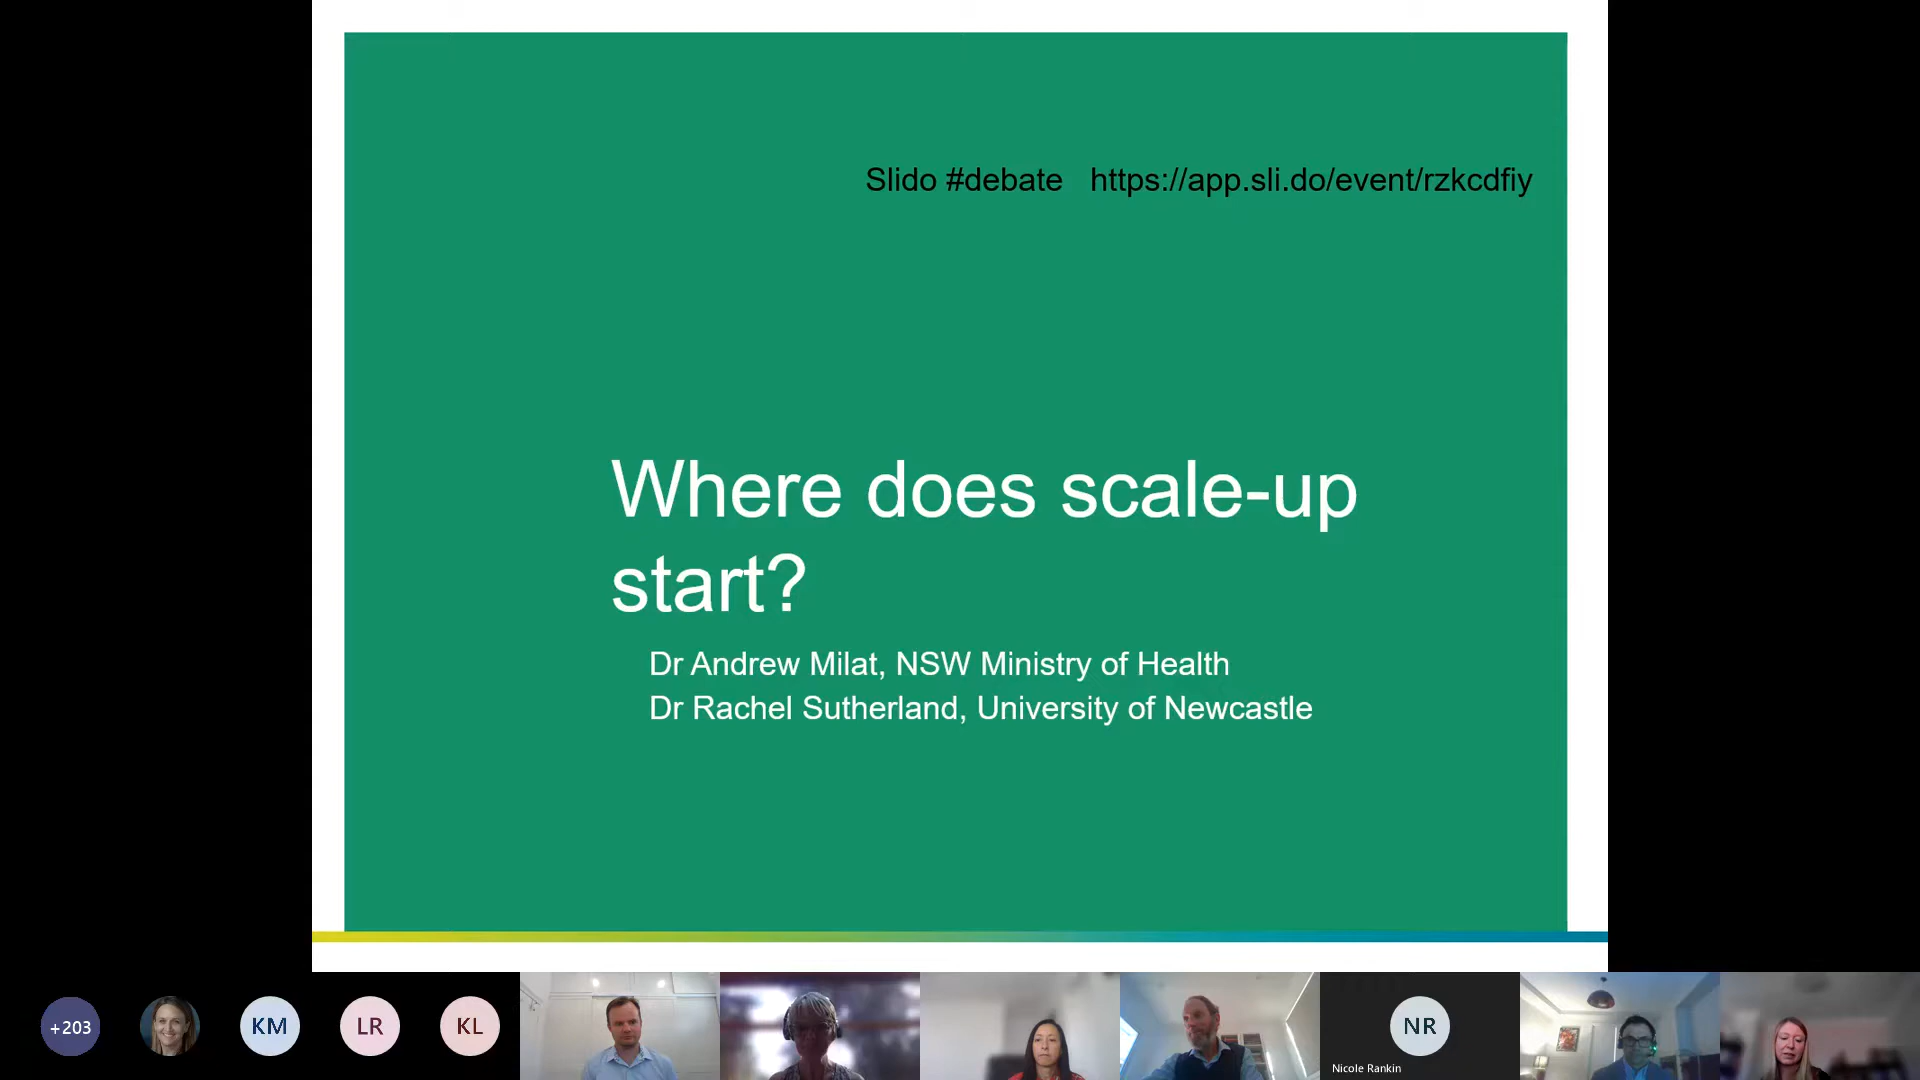 Slido #debate https://app.sli.do/event/rzkcdfiy
Where does scale-up
start?
Dr Andrew Milat, NSW Ministry of Health
Dr Rachel Sutherland, University of Newcastle
+203
KM
LR
KL
NR
Nicole Rankin